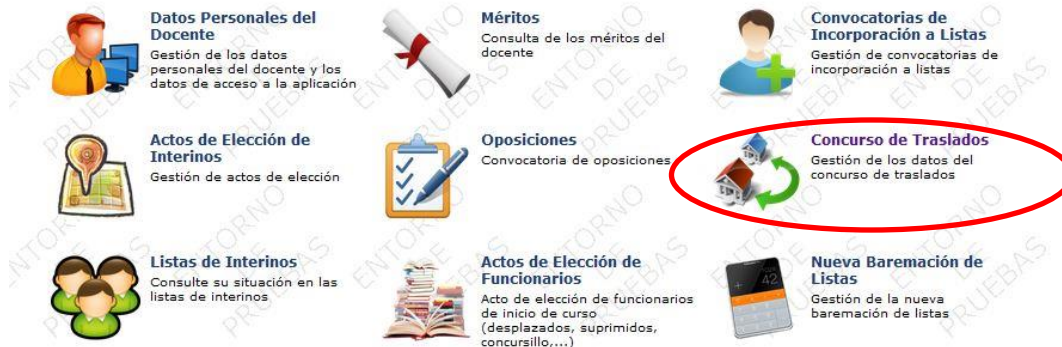 Datos Personales del
Docente
Gestión de los datos
personales del docente y los
datos de acceso a la aplicación
Méritos
Consulta de los méritos del
docente
Convocatorias de
Incorporación a Listas
Gestión de convocatorias de
incorporación a listas
Actos de Elección de
Interinos
Gestión de actos de elección
Oposiciones
Convocatoria de oposiciones
Concurso de Traslados
Gestión de los datos del
concurso de traslados
Listas de Interinos
Consulte su situación en las
listas de interinos
Actos de Elección de
Funcionarios
Acto de elección de funcionarios
de inicio de curso
(desplazados, suprimidos,
concursillo,...)
Nueva Baremación de
Listas
Gestión de la nueva
baremación de listas
42
ENTORNO
DE
PRUEBAS